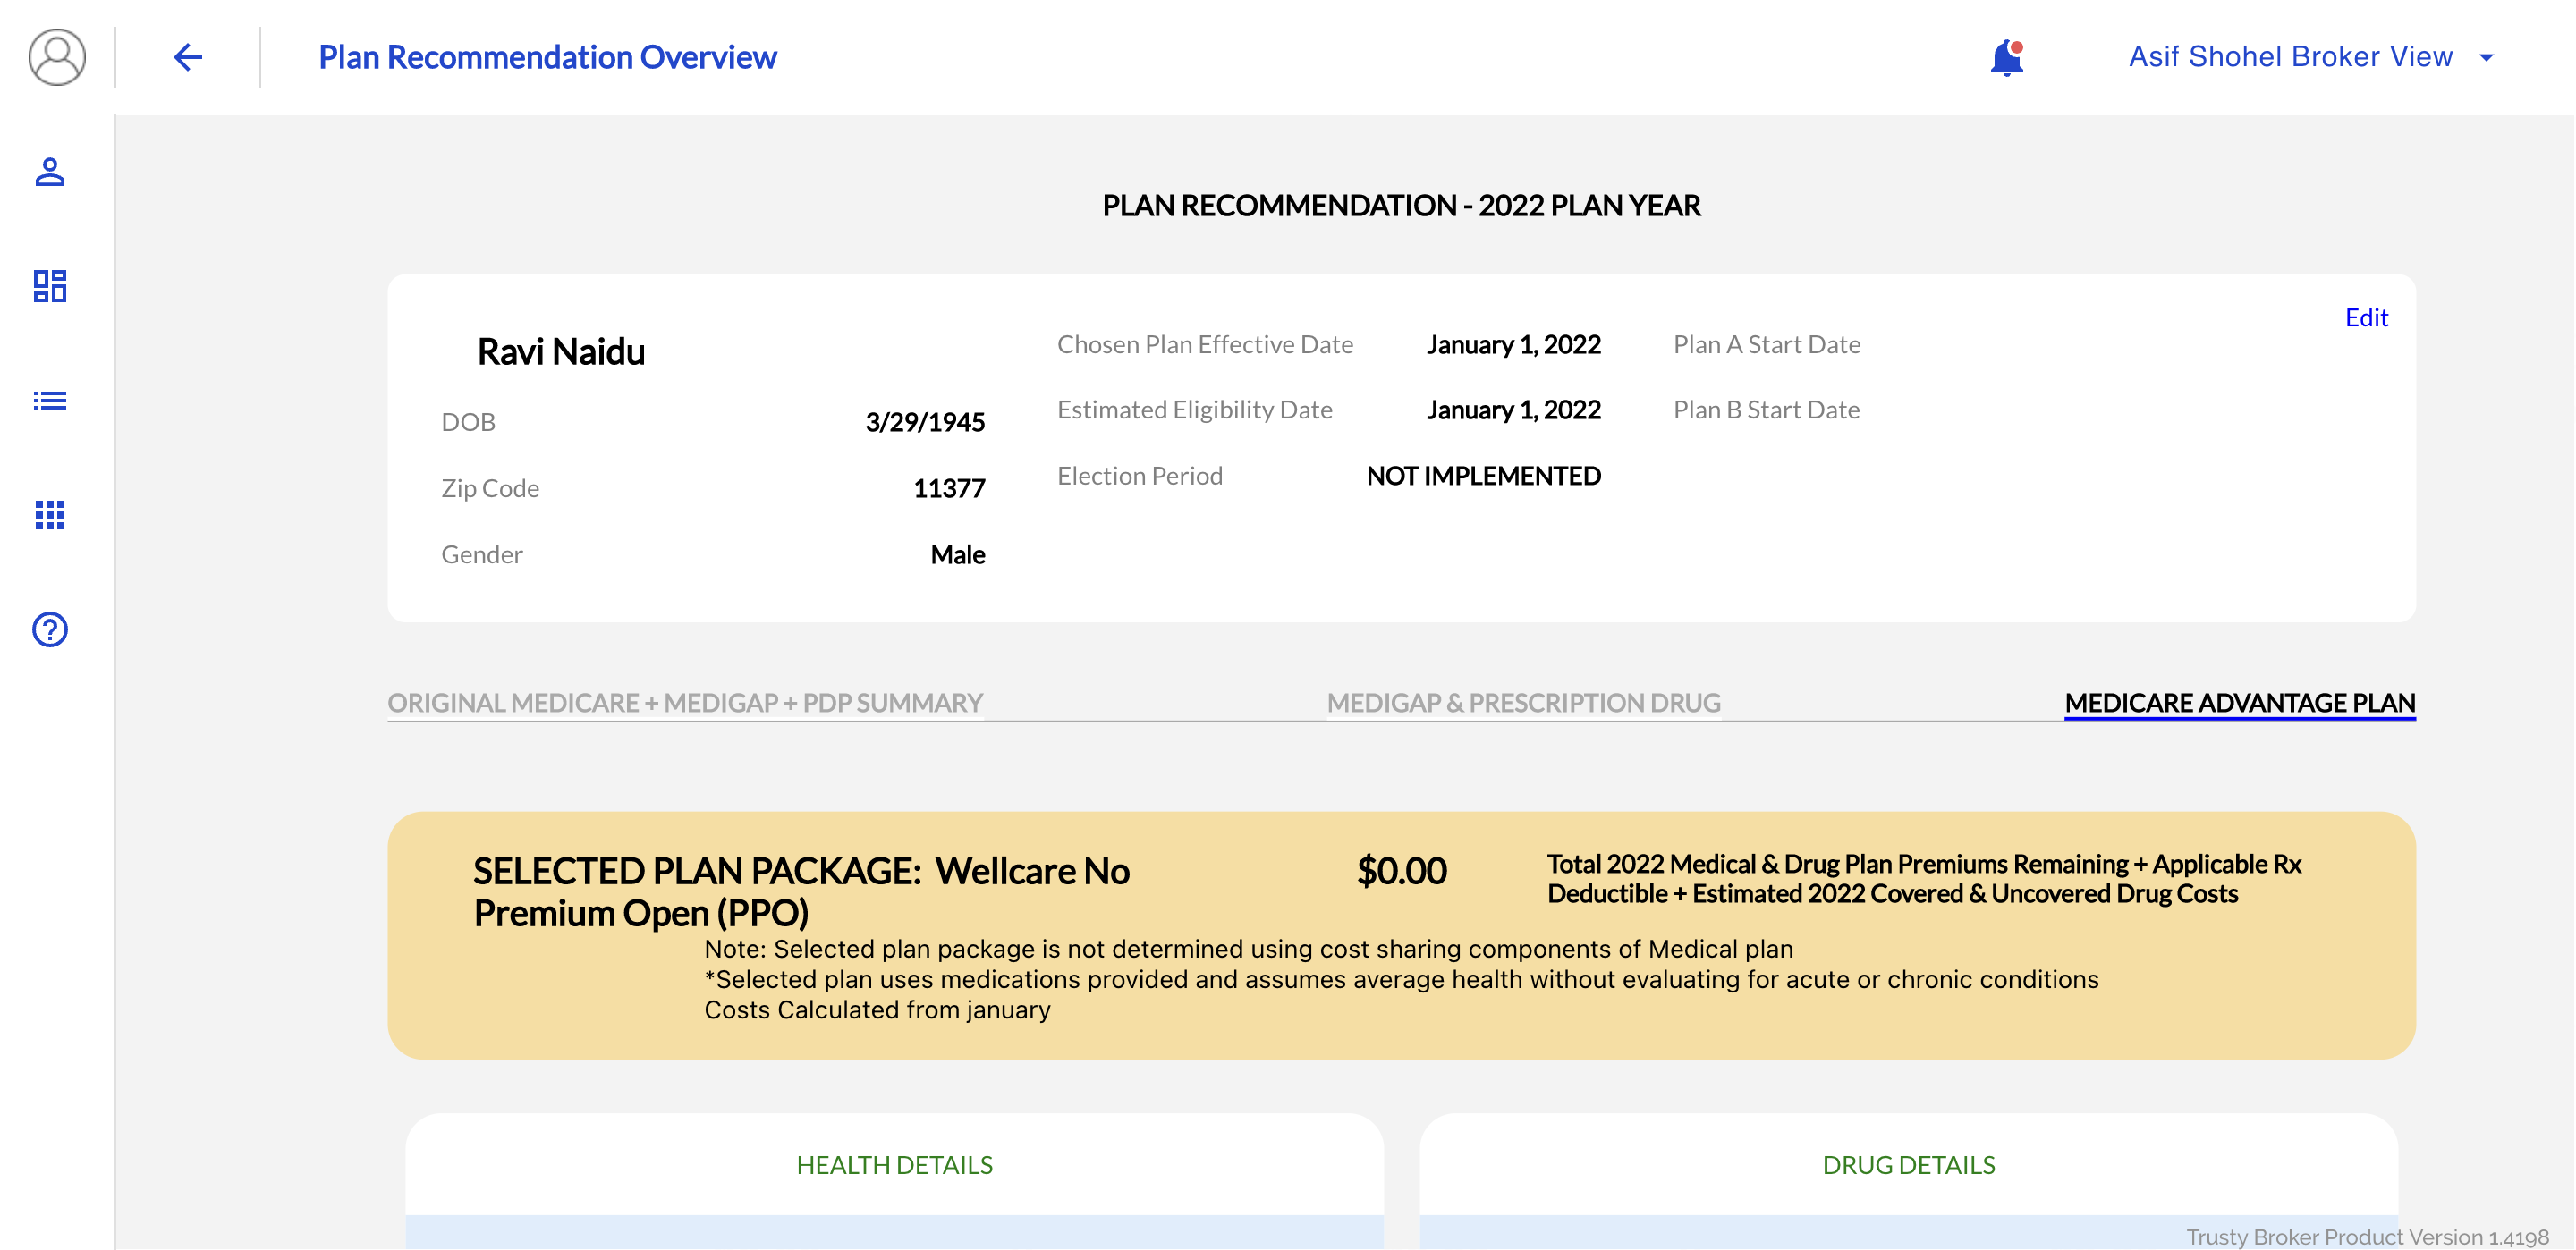 Plan Recommendation Overview
Asif Shohel Broker View
PLAN RECOMMENDATION - 2022 PLAN YEAR
Edit
Ravi Naidu
DOB 3/29/1945
Zip Code 11377
Gender Male
Chosen Plan Effective Date January 1, 2022
Estimated Eligibility Date January 1, 2022
Election Period NOT IMPLEMENTED
Plan A Start Date
Plan B Start Date
ORIGINAL MEDICARE + MEDIGAP + PDP SUMMARY
MEDIGAP & PRESCRIPTION DRUG
MEDICARE ADVANTAGE PLAN
SELECTED PLAN PACKAGE: Wellcare No
Premium Open (PPO)
$0.00
Total 2022 Medical & Drug Plan Premiums Remaining + Applicable Rx
Deductible + Estimated 2022 Covered & Uncovered Drug Costs
Note: Selected plan package is not determined using cost sharing components of Medical plan
*Selected plan uses medications provided and assumes average health without evaluating for acute or chronic conditions
Costs Calculated from january
HEALTH DETAILS
DRUG DETAILS
Trusty Broker Product Version 1.4198